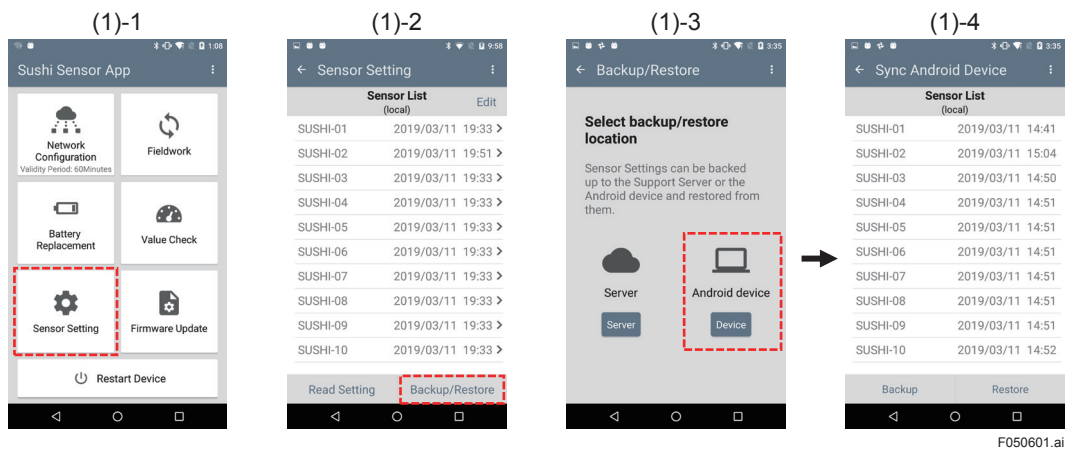 (1)-1
1:08
Sushi Sensor App
Network
Configuration
Validity Period: 60Minutes
Fieldwork
Battery
Replacement
Value Check
Sensor Setting
Firmware Update
Restart Device
(1)-2
9:58
Sensor Setting
Sensor List
(local)
Edit
SUSHI-01 2019/03/11 19:33
SUSHI-02 2019/03/11 19:51
SUSHI-03 2019/03/11 19:33
SUSHI-04 2019/03/11 19:33
SUSHI-05 2019/03/11 19:33
SUSHI-06 2019/03/11 19:33
SUSHI-07 2019/03/11 19:33
SUSHI-08 2019/03/11 19:33
SUSHI-09 2019/03/11 19:33
SUSHI-10 2019/03/11 19:33
Read Setting Backup/Restore
(1)-3
3:35
Backup/Restore
Select backup/restore
location
Sensor Settings can be backed
up to the Support Server or the
Android device and restored from
them.
Server Android device
Server Device
(1)-4
3:35
Sync Android Device
Sensor List
(local)
SUSHI-01 2019/03/11 14:41
SUSHI-02 2019/03/11 15:04
SUSHI-03 2019/03/11 14:50
SUSHI-04 2019/03/11 14:51
SUSHI-05 2019/03/11 14:51
SUSHI-06 2019/03/11 14:51
SUSHI-07 2019/03/11 14:51
SUSHI-08 2019/03/11 14:51
SUSHI-09 2019/03/11 14:51
SUSHI-10 2019/03/11 14:52
Backup Restore
F050601.ai